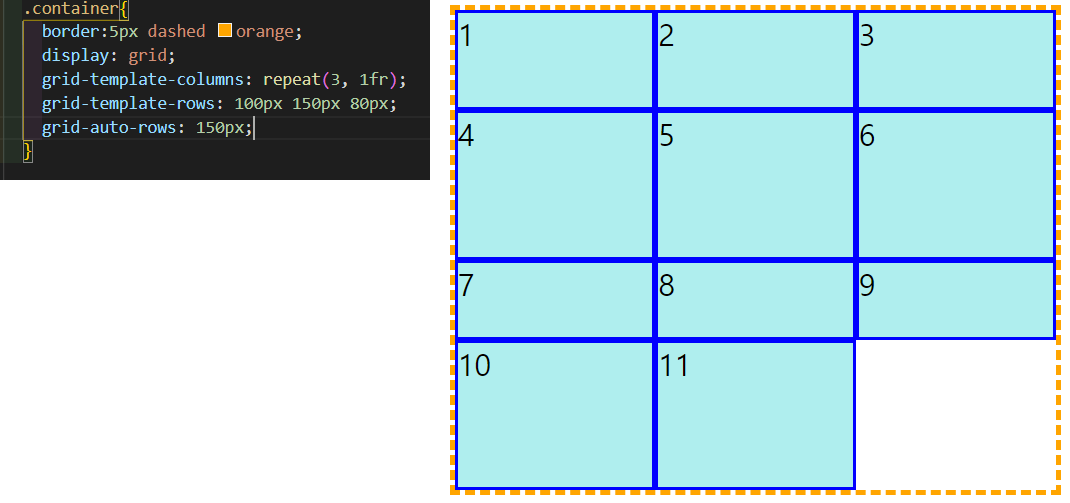 .container{
border:5px dashed orange;
display: grid;
grid-template-columns: repeat(3, 1fr);
grid-template-rows: 100px 150px 80px;
grid-auto-rows: 150px;
}
1 2 3
4 5 6
7 8 9
10 11